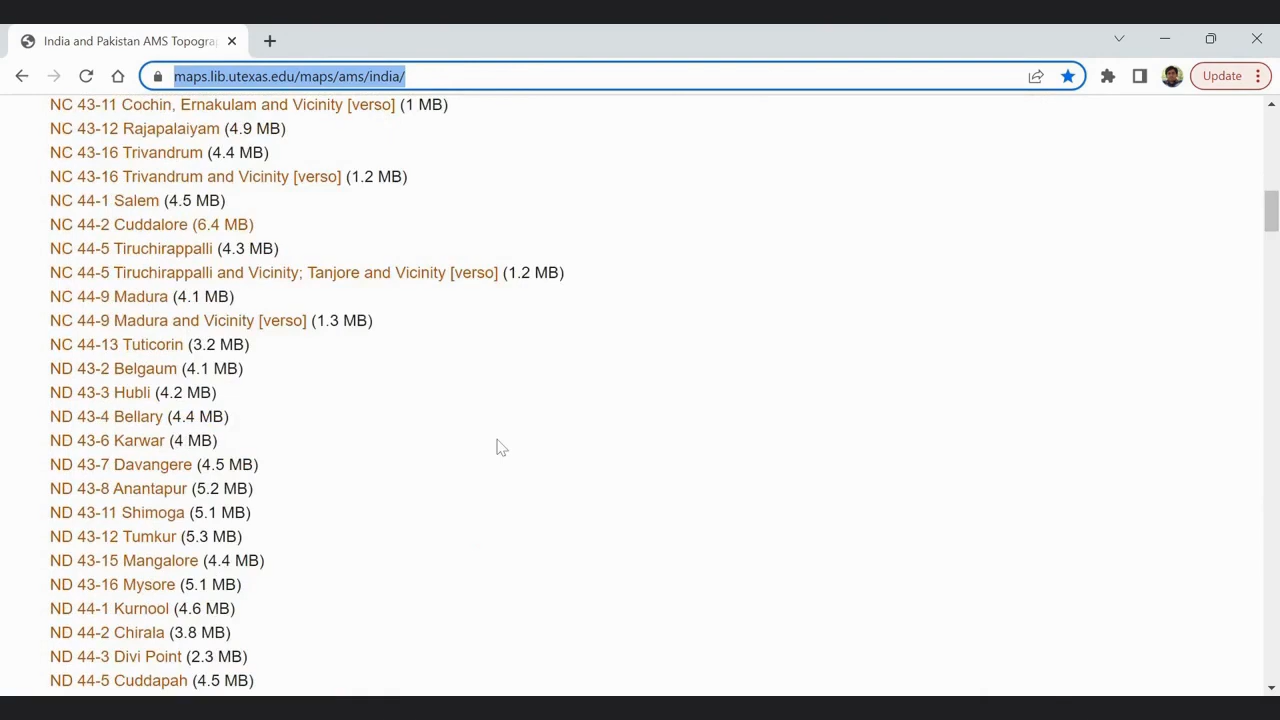 India and Pakistan AMS Topogra
maps.lib.utexas.edu/maps/ams/india/
Update
NC 43-11 Cochin, Ernakulam and Vicinity [verso] (1 MB)
NC 43-12 Rajapalaiyam (4.9 MB)
NC 43-16 Trivandrum (4.4 MB)
NC 43-16 Trivandrum and Vicinity [verso] (1.2 MB)
NC 44-1 Salem (4.5 MB)
NC 44-2 Cuddalore (6.4 MB)
NC 44-5 Tiruchirappalli (4.3 MB)
NC 44-5 Tiruchirappalli and Vicinity; Tanjore and Vicinity [verso] (1.2 MB)
NC 44-9 Madura (4.1 MB)
NC 44-9 Madura and Vicinity [verso] (1.3 MB)
NC 44-13 Tuticorin (3.2 MB)
ND 43-2 Belgaum (4.1 MB)
ND 43-3 Hubli (4.2 MB)
ND 43-4 Bellary (4.4 MB)
ND 43-6 Karwar (4 MB)
ND 43-7 Davangere (4.5 MB)
ND 43-8 Anantapur (5.2 MB)
ND 43-11 Shimoga (5.1 MB)
ND 43-12 Tumkur (5.3 MB)
ND 43-15 Mangalore (4.4 MB)
ND 43-16 Mysore (5.1 MB)
ND 44-1 Kurnool (4.6 MB)
ND 44-2 Chirala (3.8 MB)
ND 44-3 Divi Point (2.3 MB)
ND 44-5 Cuddapah (4.5 MB)